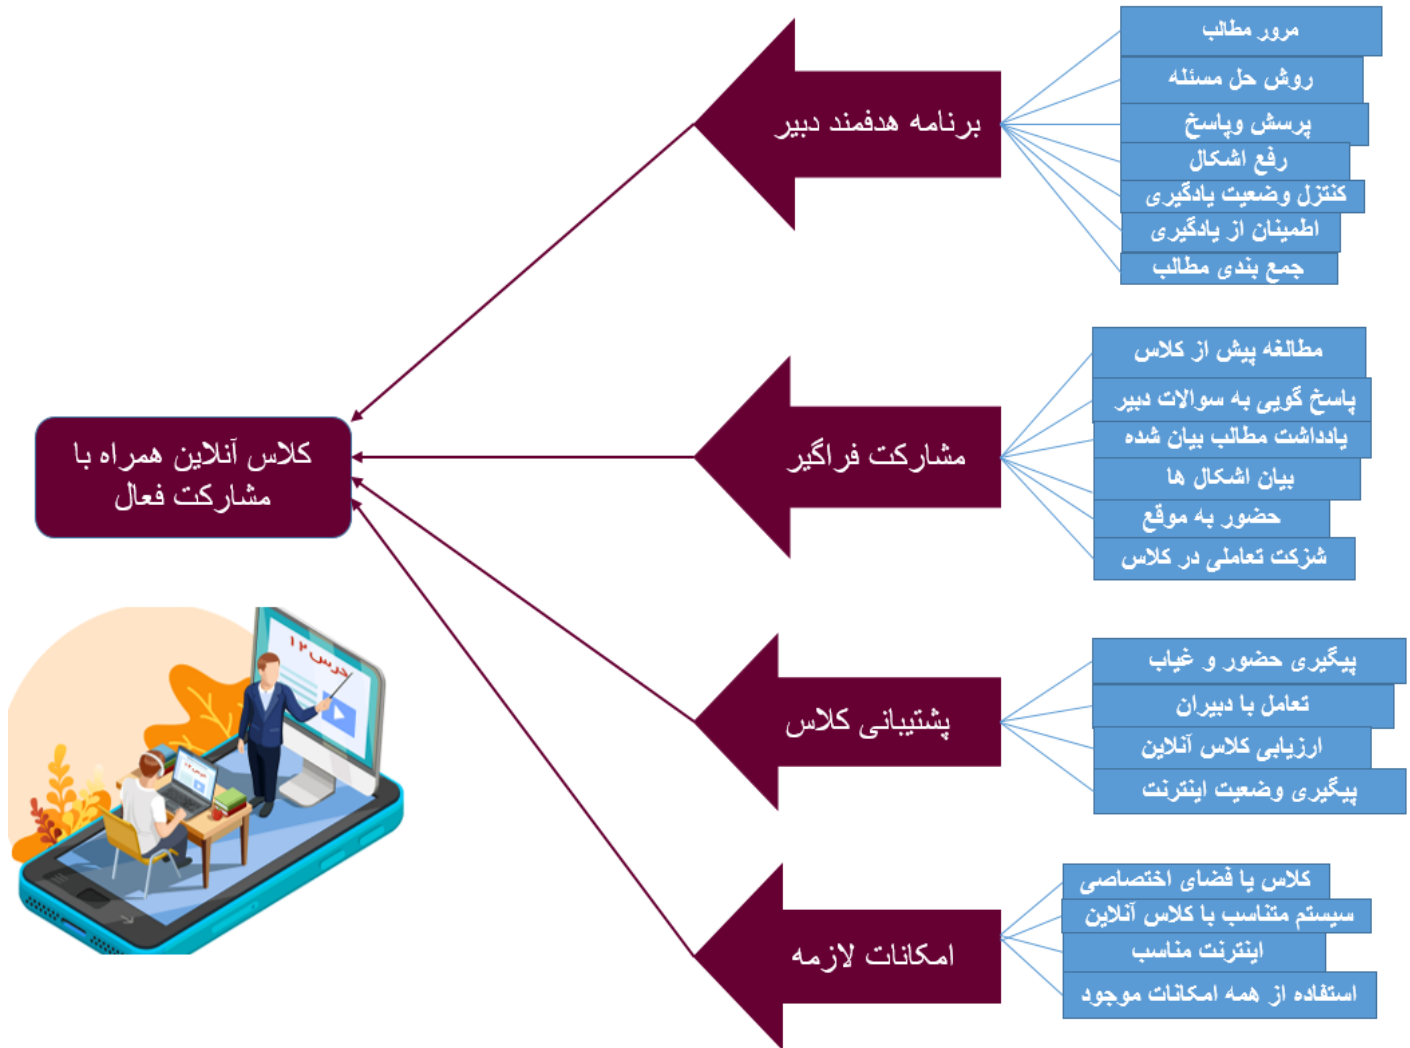 مرور مطالب
روش حل مسئله
پرسش وپاسخ
رفع اشکال
کنتزل وضعیت یادگیری
اطمینان از یادگیری
جمع بندی مطالب
برنامه هدفمند دبیر
مطالغه پیش از کلاس
پاسخ گویی به سوالات دبیر
یادداشت مطالب بیان شده
بیان اشکال ها
حضور به موقع
شزکت تعاملی در کلاس
مشارکت فراگیر
کلاس آنلاین همراه با
مشارکت فعال
پیگیری حضور و غیاب
تعامل با دبیران
ارزیابی کلاس آنلاین
پیگیری وضعیت اینترنت
پشتیبانی کلاس
کلاس یا فضای اختصاصی
سیستم متناسب با کلاس آنلاین
اینترنت مناسب
استفاده از همه امکانات موجود
امکانات لازمه